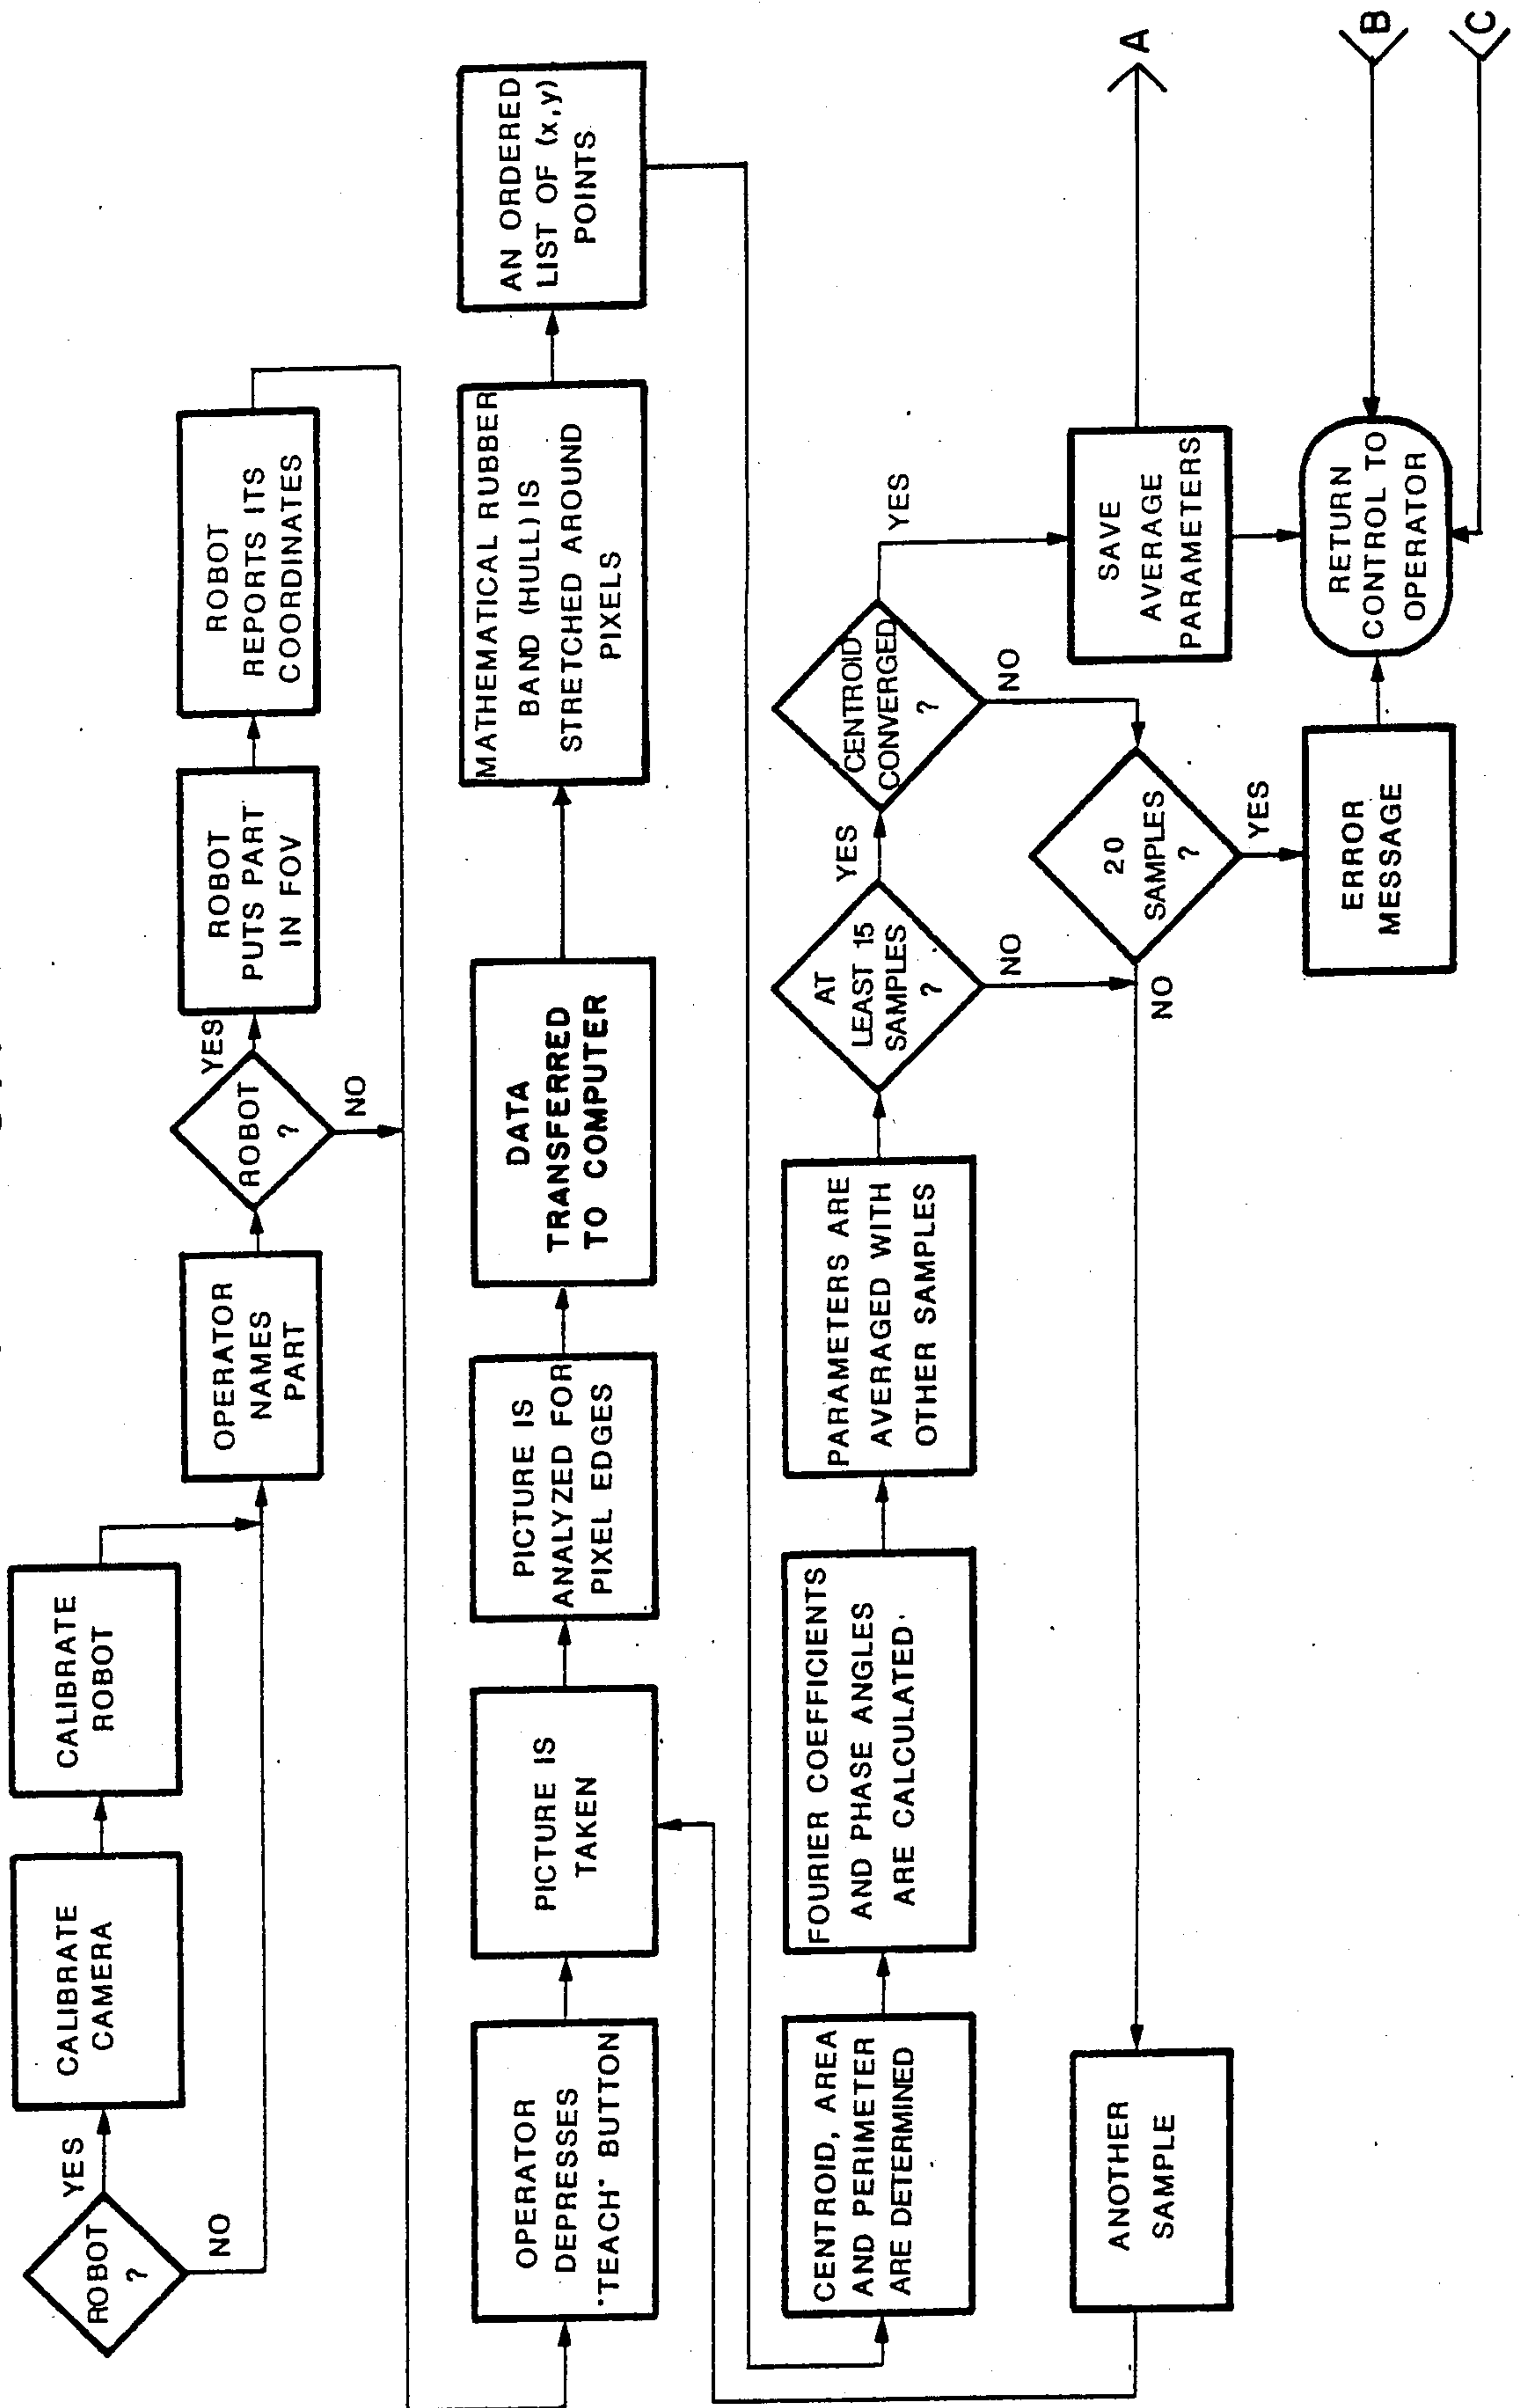 ROBOT
?
YES
NO
CALIBRATE
CAMERA
CALIBRATE
ROBOT
OPERATOR
NAMES
PART
ROBOT
?
YES
NO
ROBOT
PUTS PART
IN FOV
ROBOT
REPORTS ITS
COORDINATES
OPERATOR
DEPRESSES
"TEACH" BUTTON
PICTURE IS
TAKEN
PICTURE IS
ANALYZED FOR
PIXEL EDGES
DATA
TRANSFERRED
TO COMPUTER
MATHEMATICAL RUBBER
BAND (HULL) IS
STRETCHED AROUND
PIXELS
AN ORDERED
LIST OF (x,y)
POINTS
CENTROID, AREA
AND PERIMETER
ARE DETERMINED
FOURIER COEFFICIENTS
AND PHASE ANGLES
ARE CALCULATED
PARAMETERS ARE
AVERAGED WITH
OTHER SAMPLES
AT
LEAST 15
SAMPLES
?
YES
NO
CENTROID
CONVERGED
?
YES
NO
ANOTHER
SAMPLE
NO
20
SAMPLES
?
YES
SAVE
AVERAGE
PARAMETERS
A
ERROR
MESSAGE
RETURN
CONTROL TO
OPERATOR
B
C